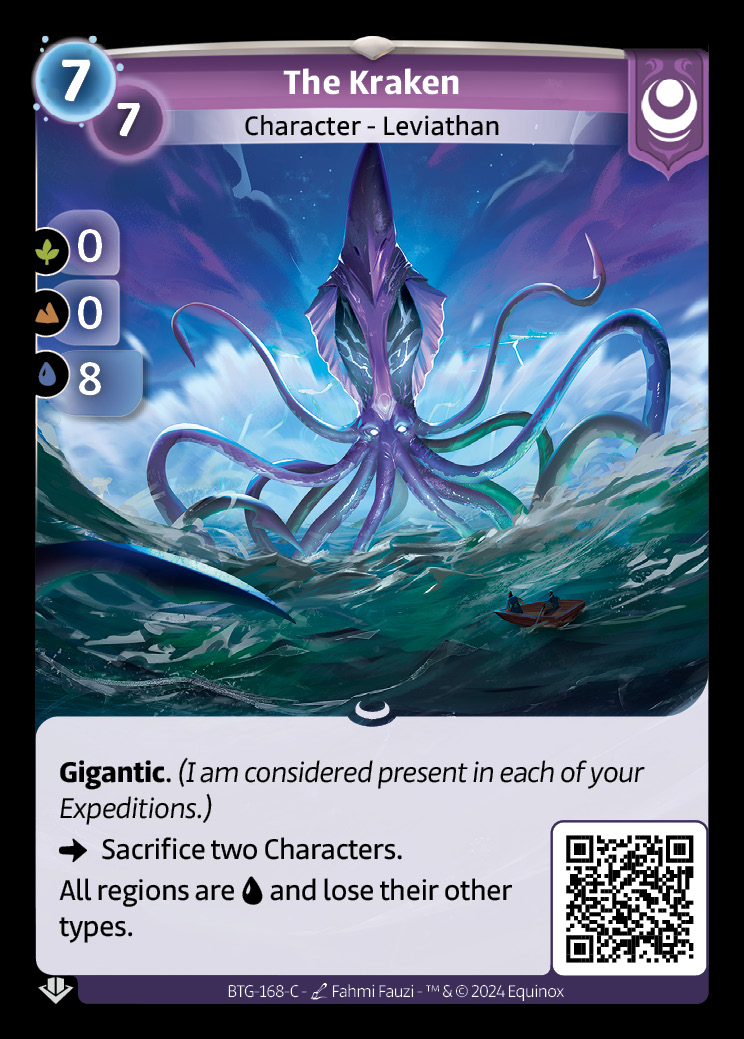 7
The Kraken
7
Character - Leviathan
0
0
8
Gigantic. (I am considered present in each of your
Expeditions.)
Sacrifice two Characters.
All regions are and lose their other
types.
BTG-168-C - Fahmi Fauzi - ™ & © 2024 Equinox